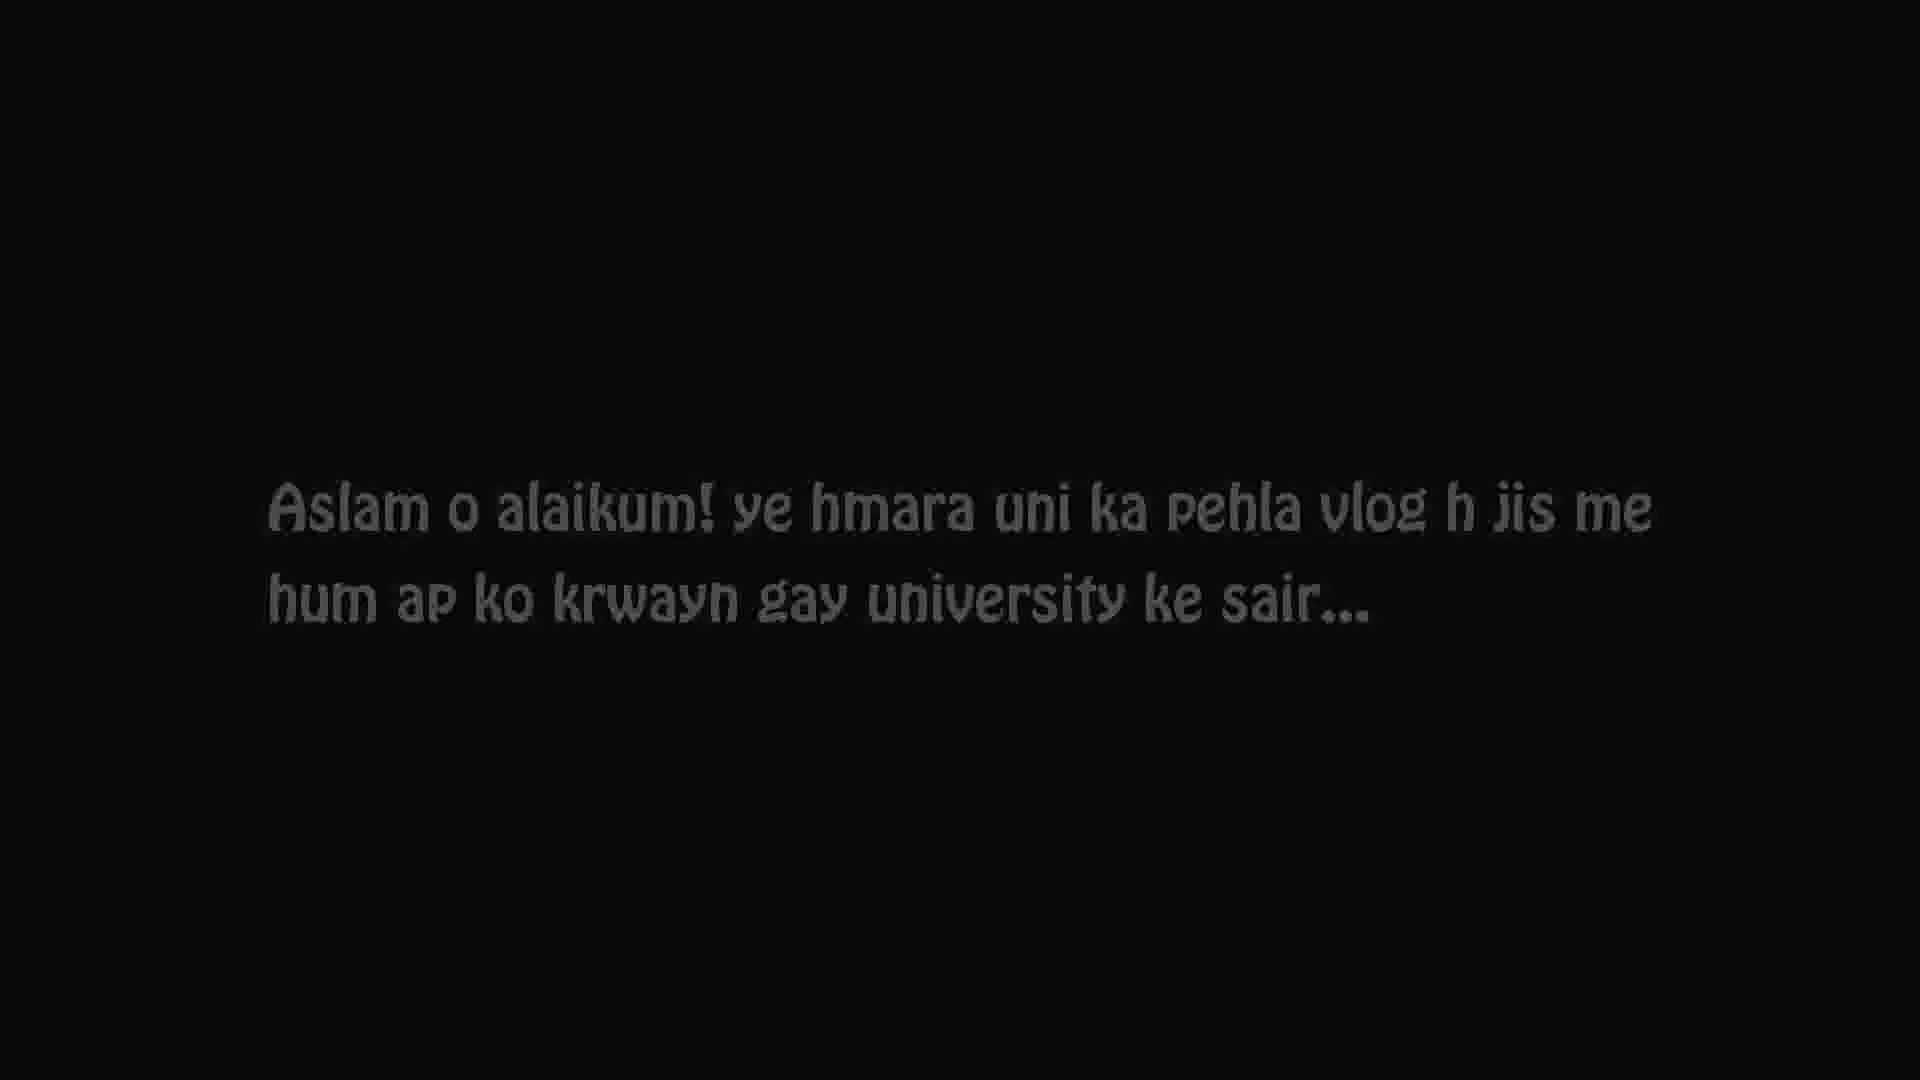 Aslam o alaikum! ye hmara uni ka pehla vlog h jis me
hum ap ko krwayn gay university ke sair...